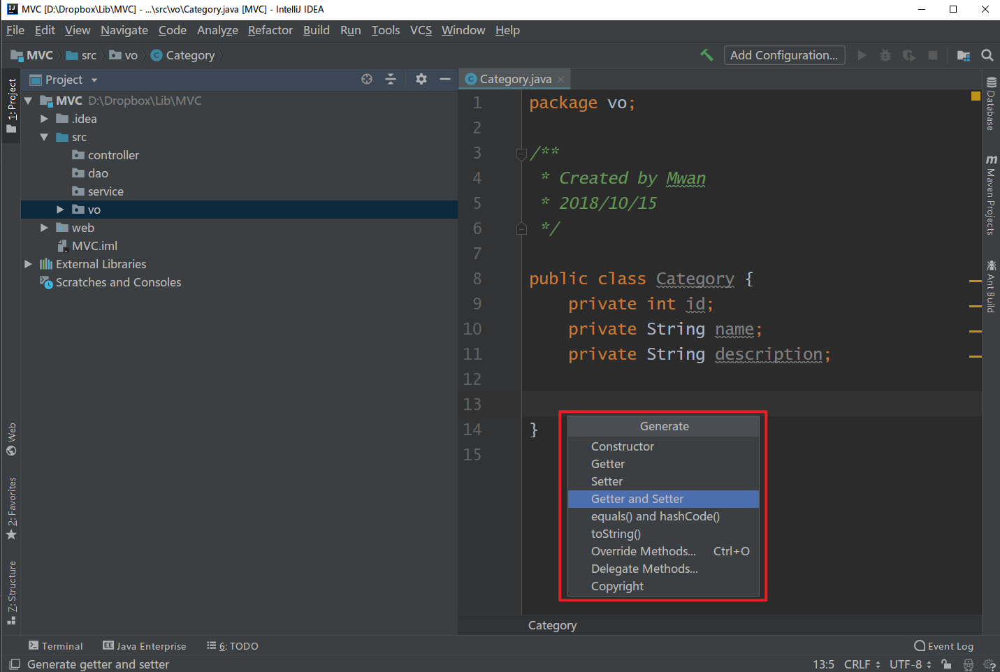 MVC [D:\Dropbox\Lib\MVC] - ...\src\vo\Category.java [MVC] - IntelliJ IDEA
File Edit View Navigate Code Analyze Refactor Build Run Tools VCS Window Help
MVC src vo Category Add Configuration...
1: Project
Project
MVC D:\Dropbox\Lib\MVC
.idea
src
controller
dao
service
vo
web
MVC.iml
External Libraries
Scratches and Consoles
Web
2: Favorites
7: Structure
Category.java
1 package vo;
2
3 /**
4 * Created by Mwan
5 * 2018/10/15
6 */
7
8 public class Category {
9 private int id;
10 private String name;
11 private String description;
12
13
14 }
15
Generate
Constructor
Getter
Setter
Getter and Setter
equals() and hashCode()
toString()
Override Methods... Ctrl+O
Delegate Methods...
Copyright
Category
Database
Maven Projects
Ant Build
Terminal Java Enterprise 6: TODO Event Log
Generate getter and setter 13:5 CRLF UTF-8